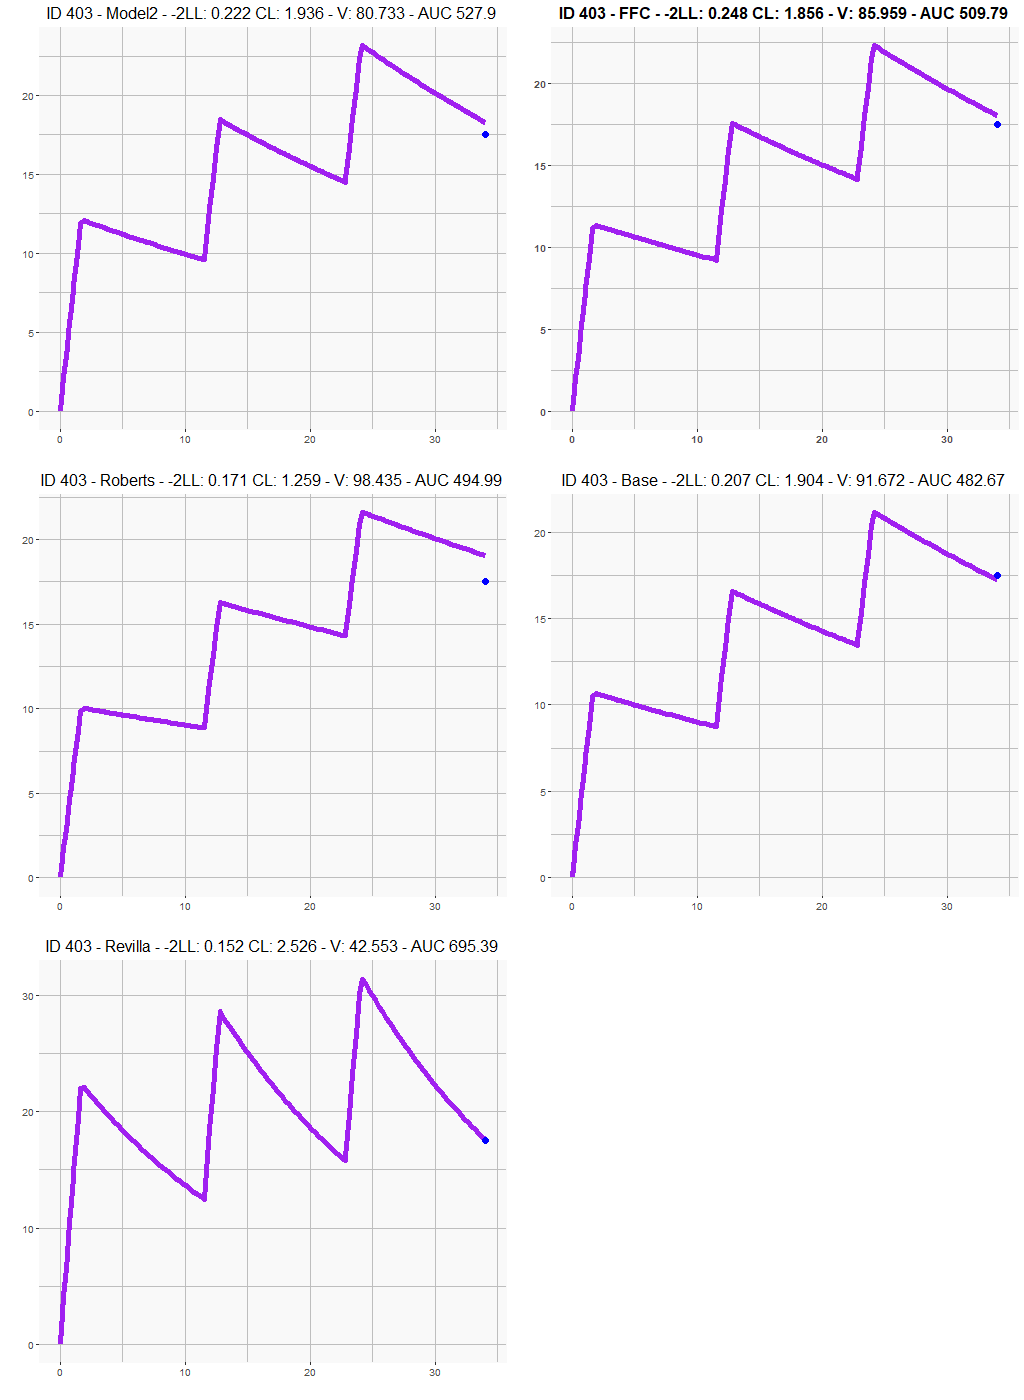 ID 403 - Model2 - -2LL: 0.222 CL: 1.936 - V: 80.733 - AUC 527.9
20
15
10
5
0
0 10 20 30
ID 403 - FFC - -2LL: 0.248 CL: 1.856 - V: 85.959 - AUC 509.79
20
15
10
5
0
0 10 20 30
ID 403 - Roberts - -2LL: 0.171 CL: 1.259 - V: 98.435 - AUC 494.99
20
15
10
5
0
0 10 20 30
ID 403 - Base - -2LL: 0.207 CL: 1.904 - V: 91.672 - AUC 482.67
20
15
10
5
0
0 10 20 30
ID 403 - Revilla - -2LL: 0.152 CL: 2.526 - V: 42.553 - AUC 695.39
30
20
10
0
0 10 20 30